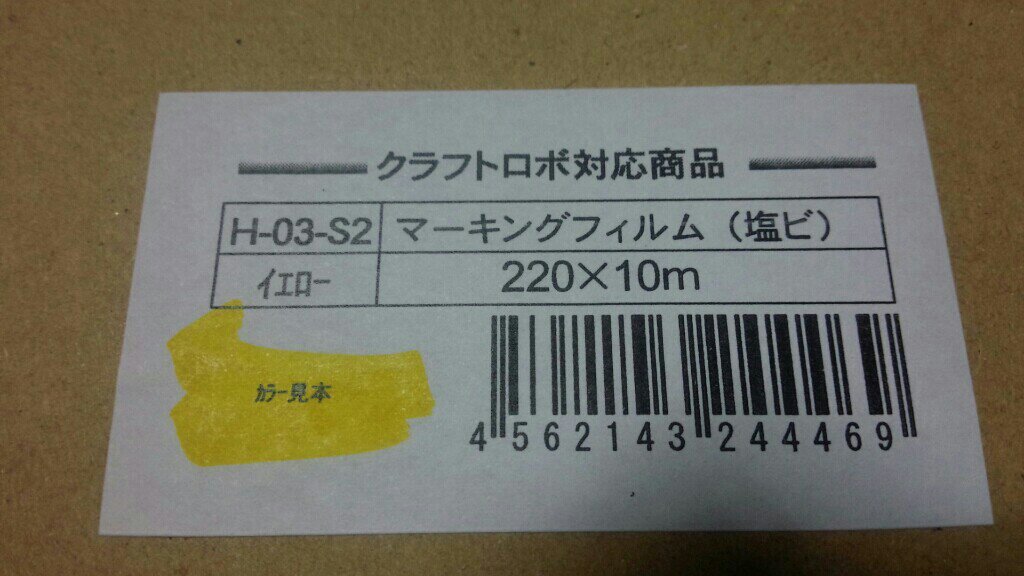 クラフトロボ対応商品
H-03-S2 マーキングフィルム（塩ビ）
ｲｴﾛｰ 220×10m
ｶﾗｰ見本
4 562143 244469